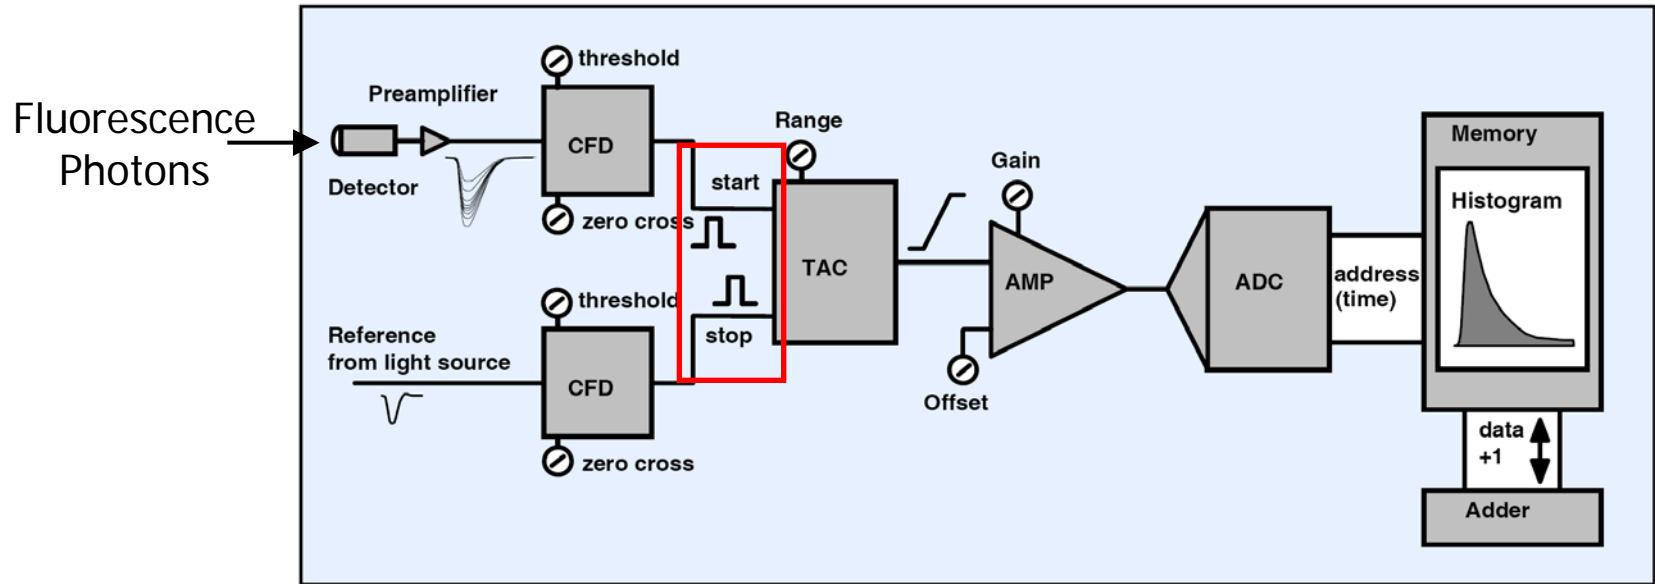 Fluorescence
Photons
Preamplifier
Detector
threshold
CFD
zero cross
start
Range
TAC
stop
Reference
from light source
threshold
CFD
zero cross
Gain
AMP
Offset
ADC
address
(time)
Memory
Histogram
data
+1
Adder